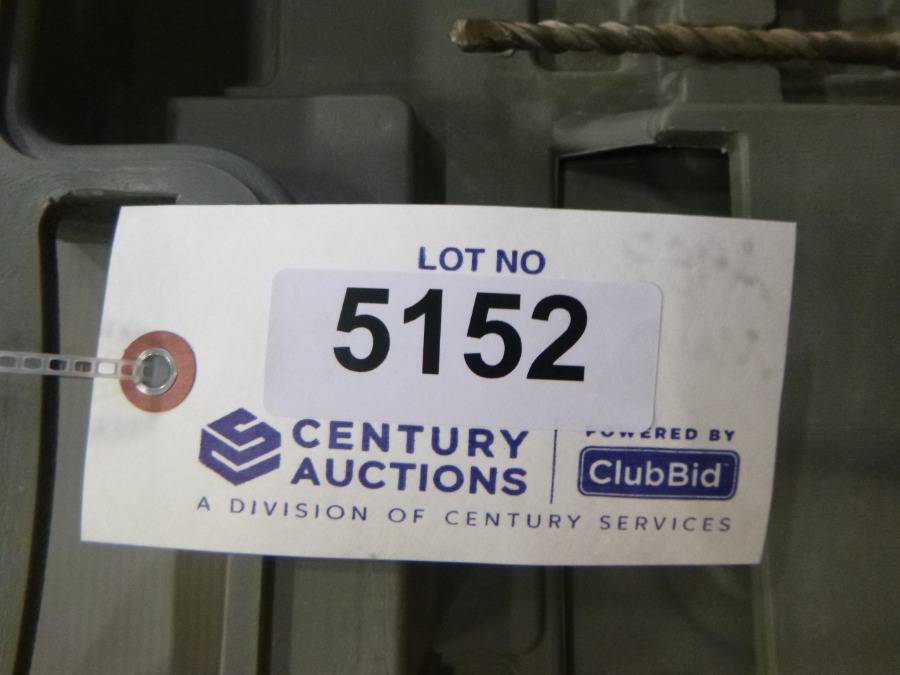 LOT NO
5152
CENTURY
AUCTIONS
POWERED BY
ClubBid
A DIVISION OF CENTURY SERVICES